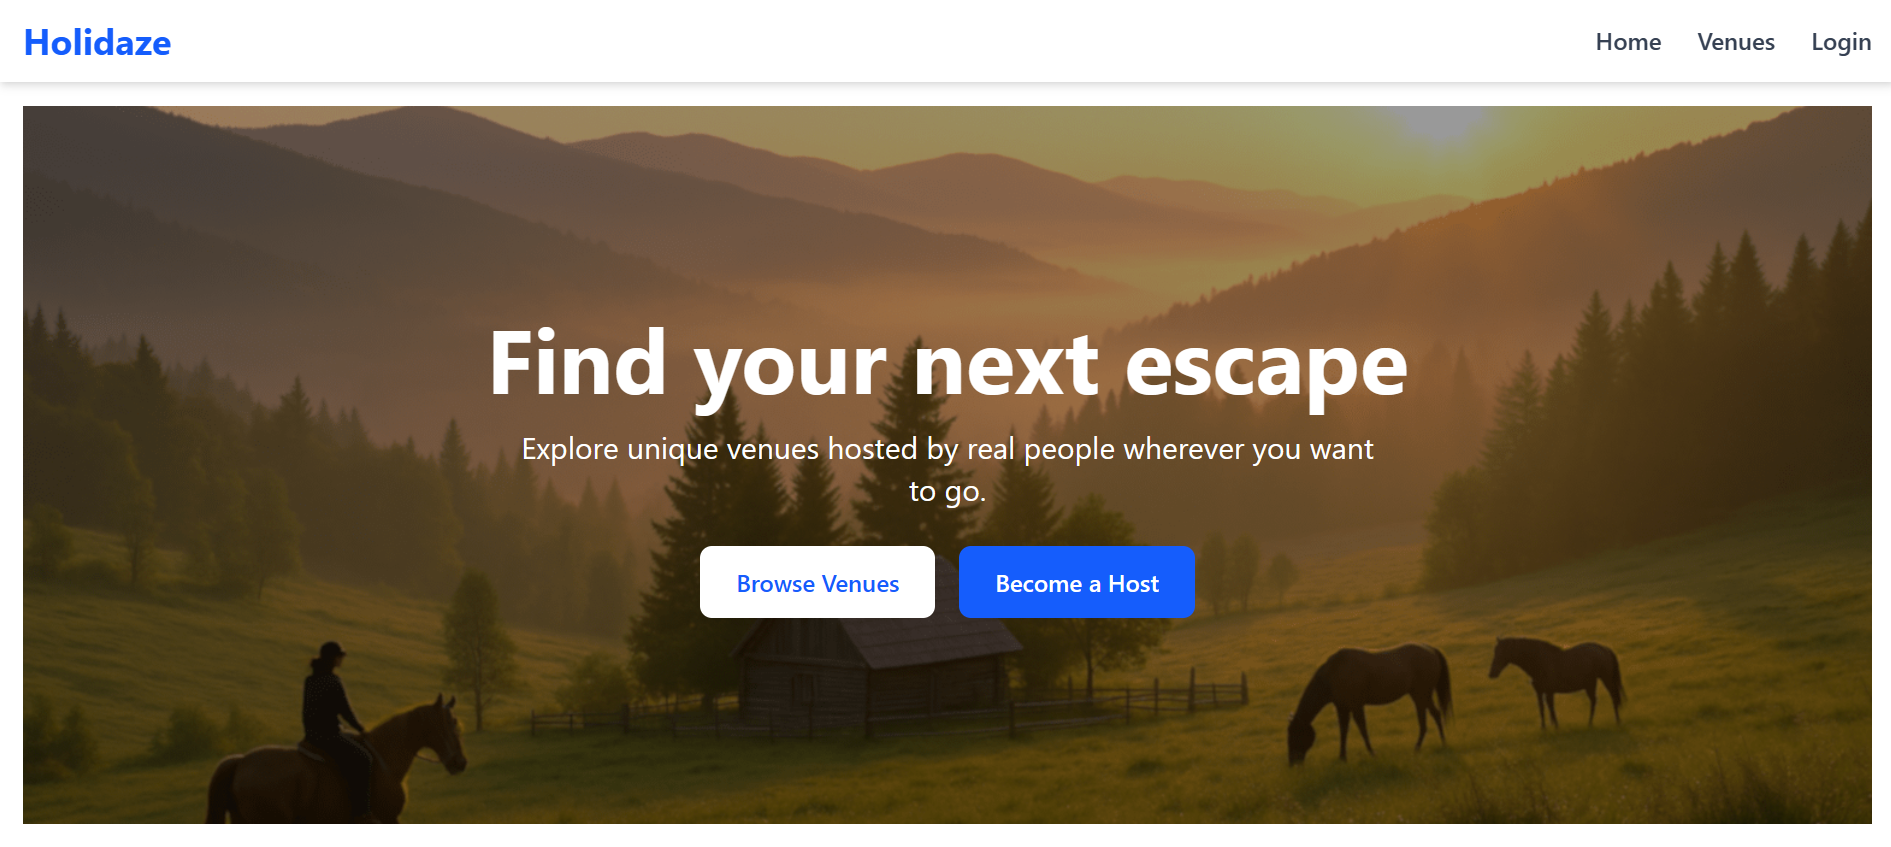 Holidaze
Home Venues Login
Find your next escape
Explore unique venues hosted by real people wherever you want
to go.
Browse Venues
Become a Host